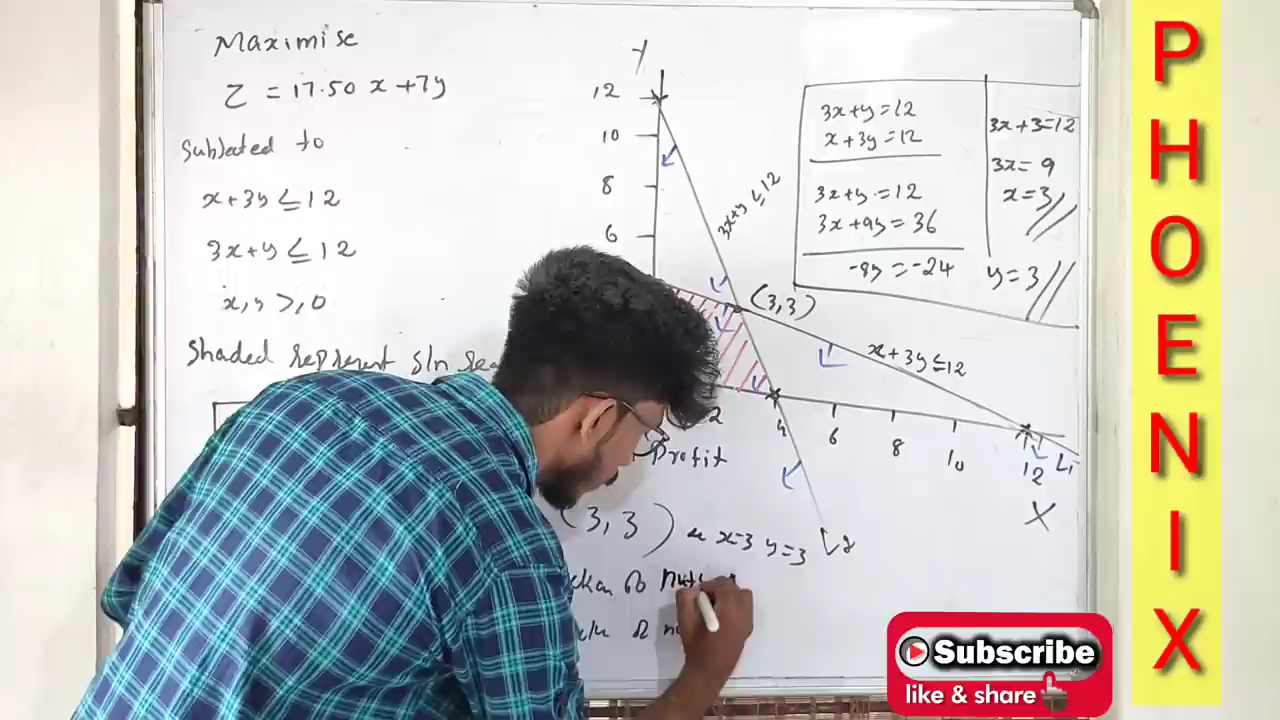 Maximise
Z = 17.50 x + 7y
Subjected to
x + 3y ≤ 12
3x + y ≤ 12
x, y >, 0
Shaded represent sln
Y
12
10
8
6
3x+y ≤ 12
(3,3)
x+3y ≤ 12
2
4
6
8
10
12
L1
X
L2
3x+y = 12
x+3y = 12
3x+y = 12
3x+9y = 36
-8y = -24
3x+3=12
3x = 9
x = 3//
y = 3//
Profit
(3,3)
x=3 y=3
PHOENIX
Subscribe
like & share